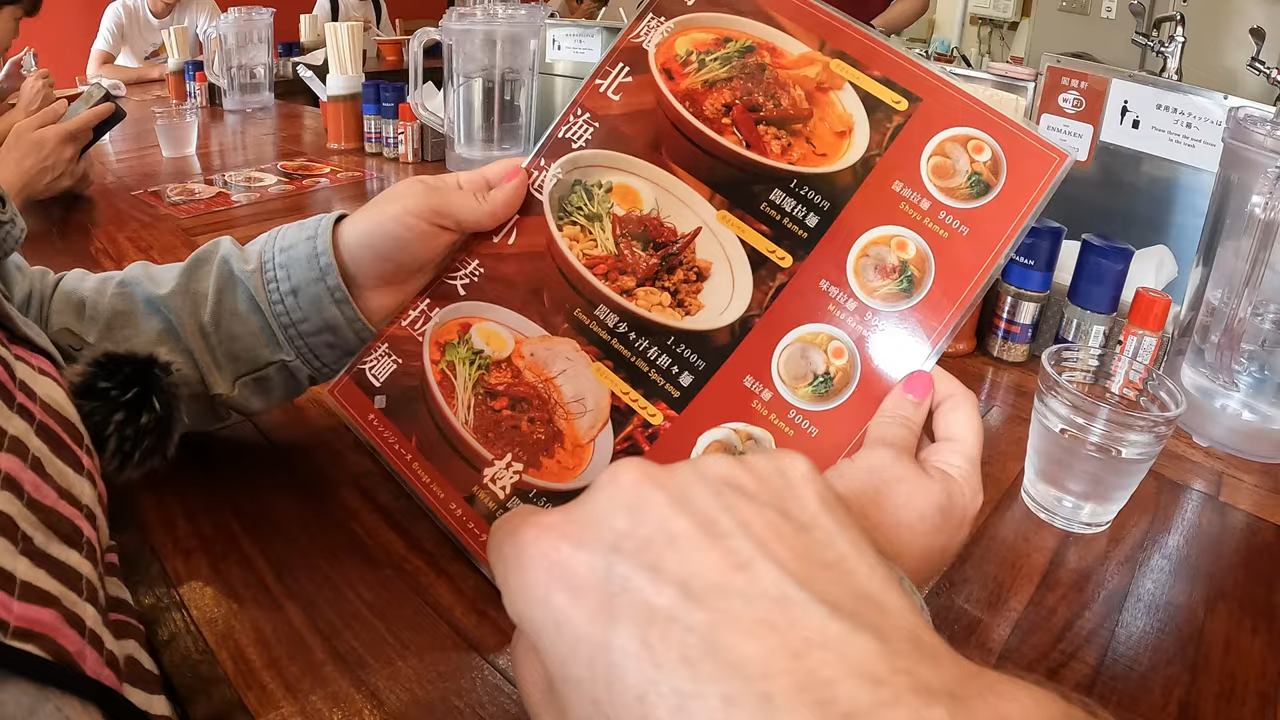 魔
北
海
道
小
麦
拉
麺
1,200円
閻魔拉麺
Enma Ramen
1,200円
閻魔少々汁有担々麺
Enma Dandan Ramen a little Spicy soup
極
オレンジジュース Orange Juice
醤油拉麺 900円
Shoyu Ramen
味噌拉麺
Miso Ramen
塩拉麺 900円
Shio Ramen
閻魔軒
WiFi
ENMAKEN
使用済みティッシュは
ゴミ箱へ
Please throw the used tissue
in the trash